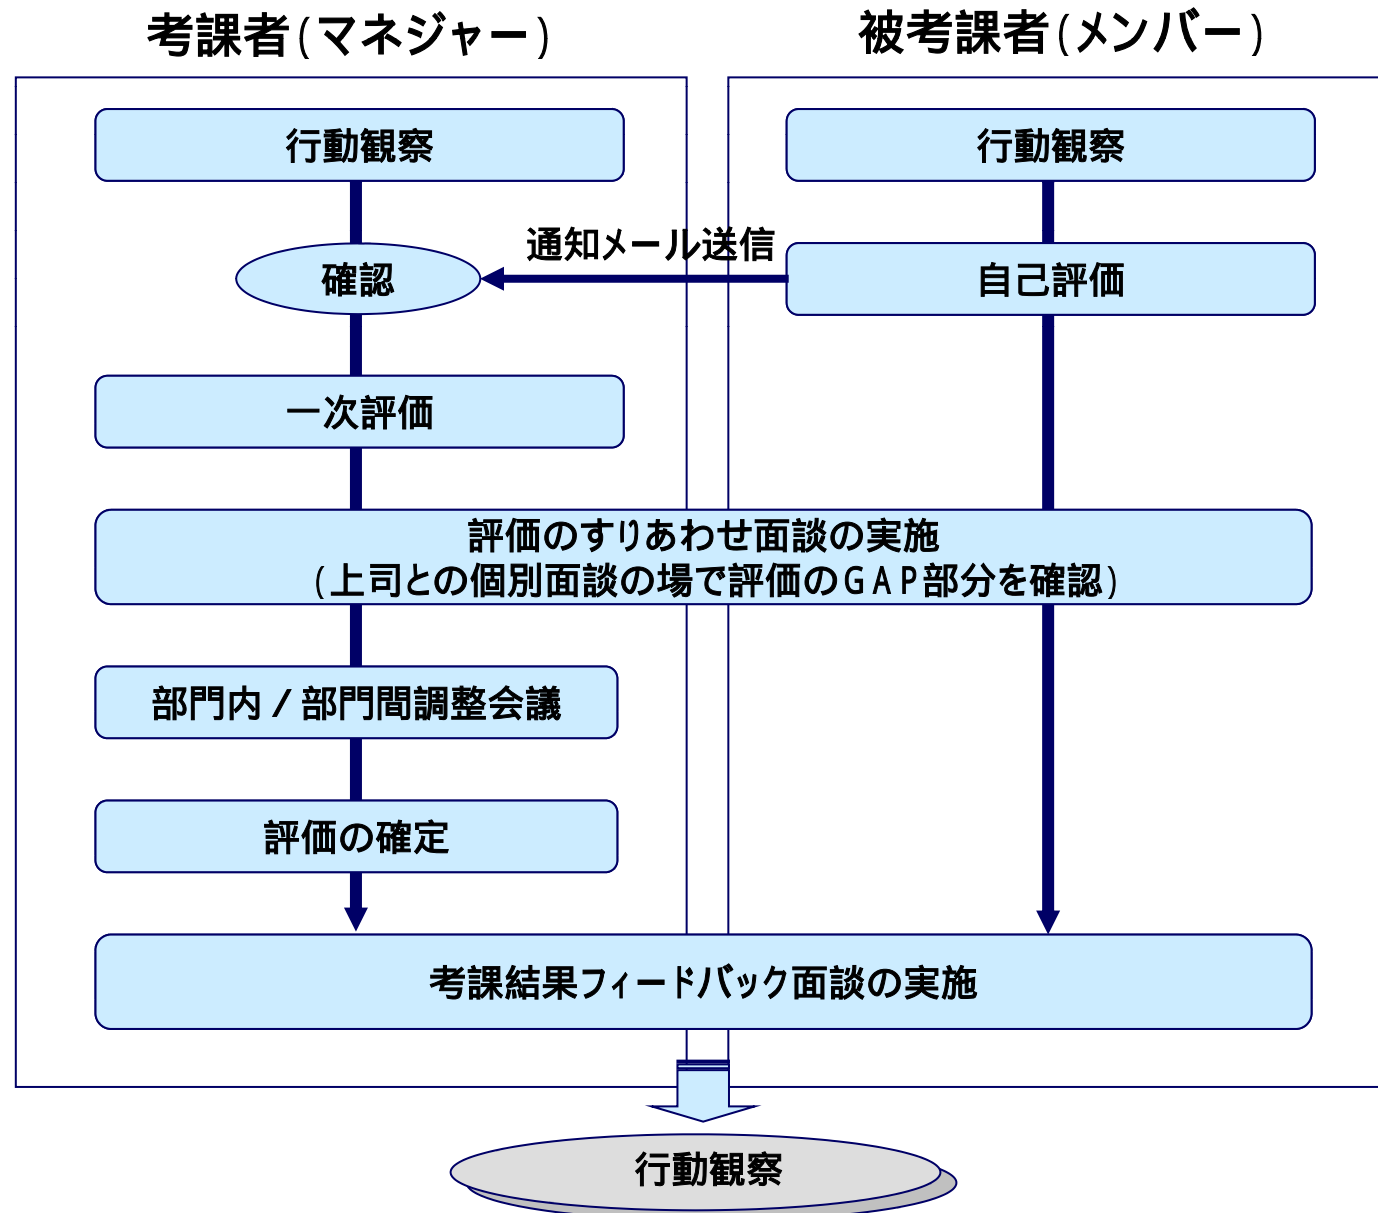 考課者(マネジャー)
被考課者(メンバー)
行動観察
行動観察
通知メール送信
確認
自己評価
一次評価
評価のすりあわせ面談の実施
(上司との個別面談の場で評価のGAP部分を確認)
部門内/部門間調整会議
評価の確定
考課結果フィードバック面談の実施
行動観察